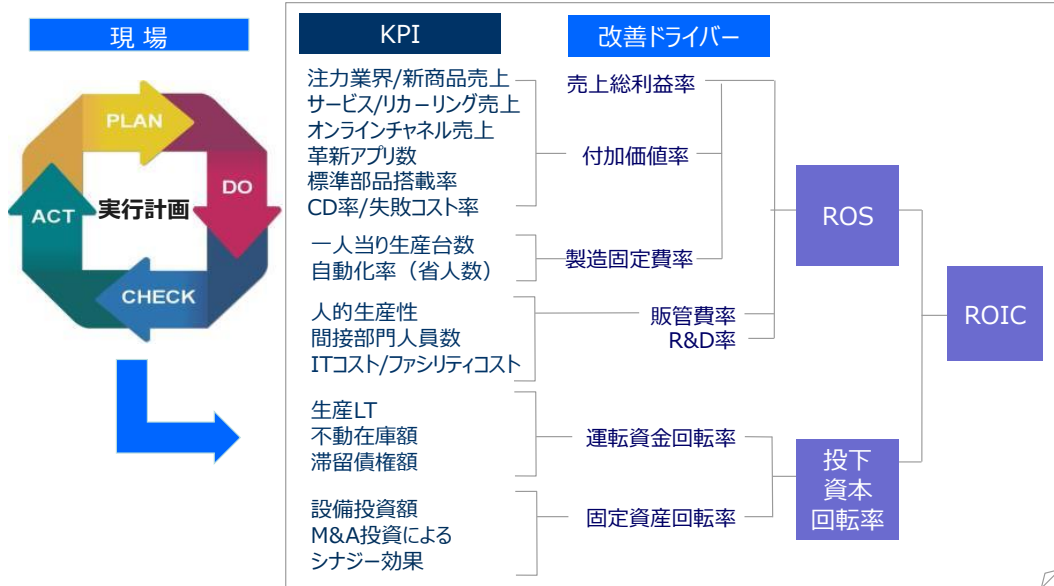 現 場
PLAN
DO
CHECK
ACT
実行計画
KPI
注力業界/新商品売上
サービス/リカーリング売上
オンラインチャネル売上
革新アプリ数
標準部品搭載率
CD率/失敗コスト率
一人当り生産台数
自動化率（省人数）
人的生産性
間接部門人員数
ITコスト/ファシリティコスト
生産LT
不動在庫額
滞留債権額
設備投資額
M&A投資による
シナジー効果
改善ドライバー
売上総利益率
付加価値率
製造固定費率
販管費率
R&D率
運転資金回転率
固定資産回転率
ROS
投下
資本
回転率
ROIC